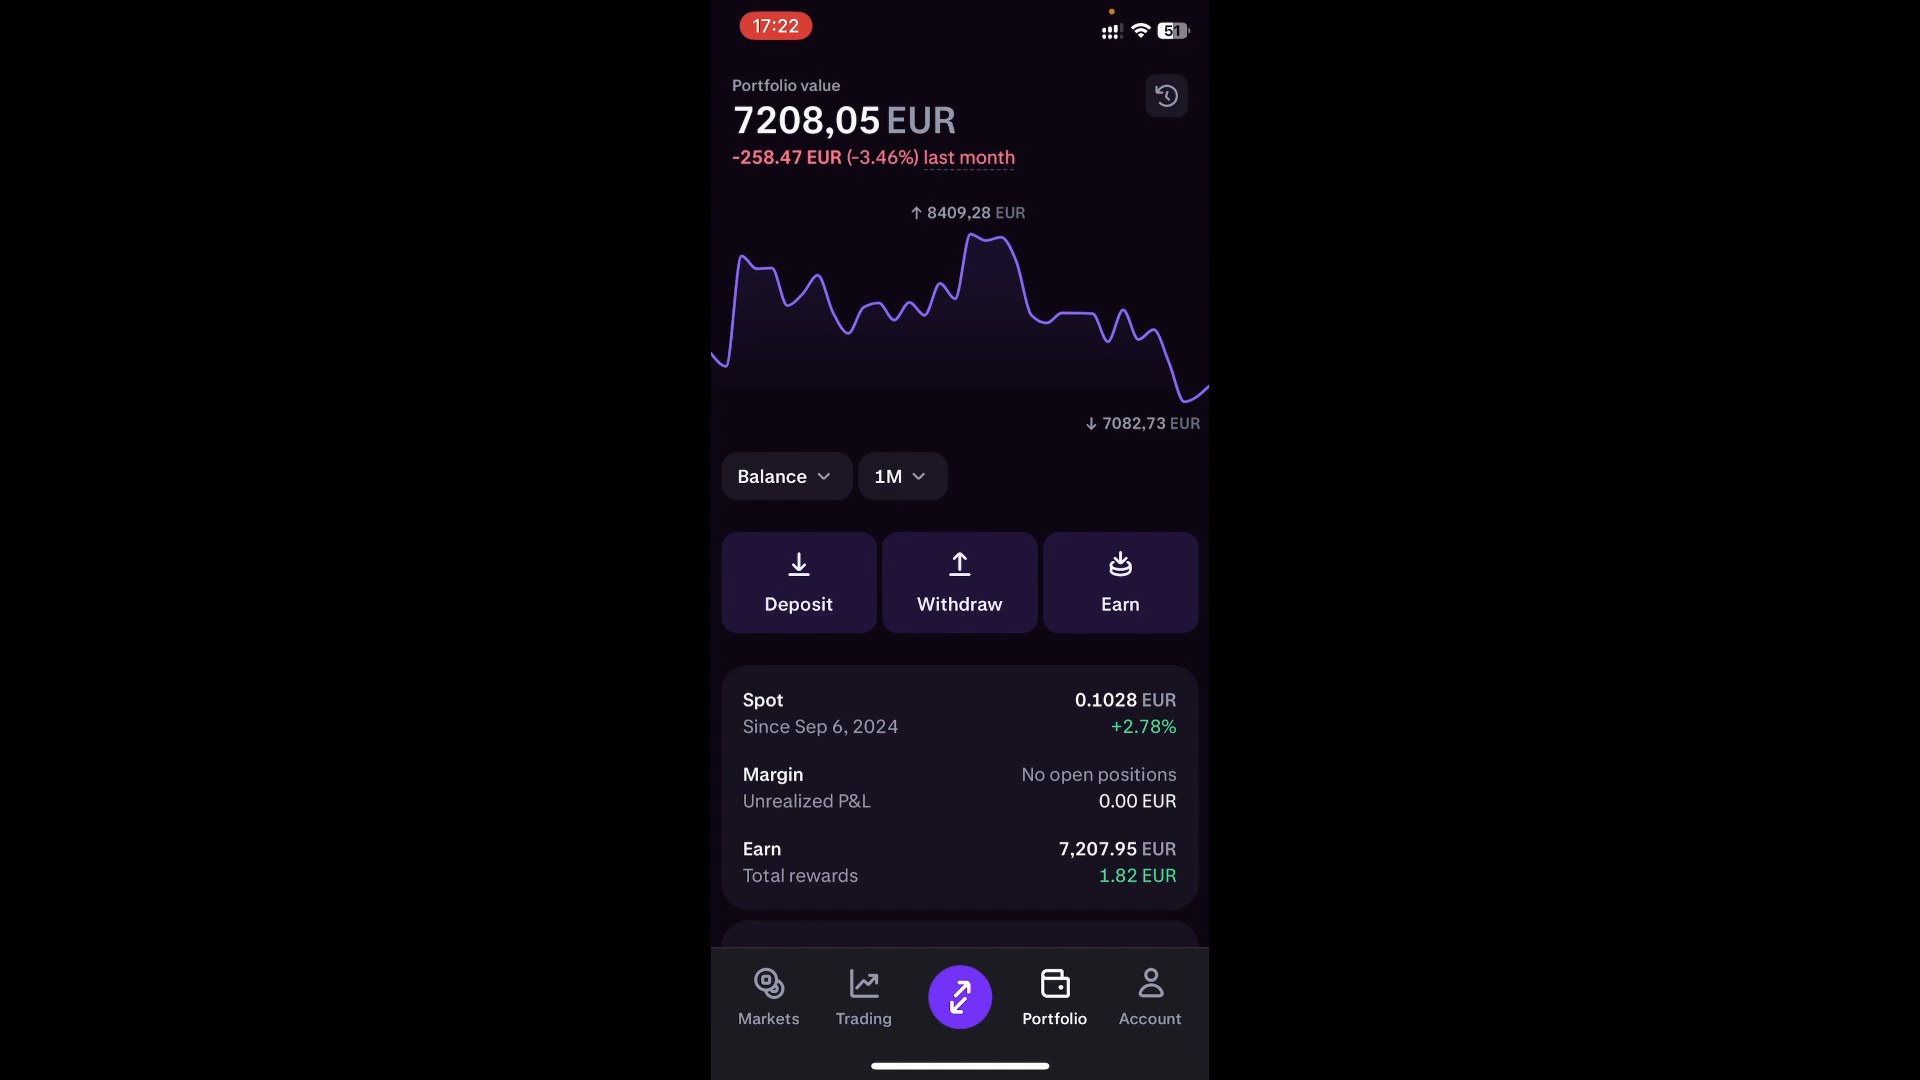 17:22
51
Portfolio value
7208,05 EUR
-258.47 EUR (-3.46%) last month
↑ 8409,28 EUR
↓ 7082,73 EUR
Balance 1M
Deposit Withdraw Earn
Spot 0.1028 EUR
Since Sep 6, 2024 +2.78%
Margin No open positions
Unrealized P&L 0.00 EUR
Earn 7,207.95 EUR
Total rewards 1.82 EUR
Markets Trading Portfolio Account